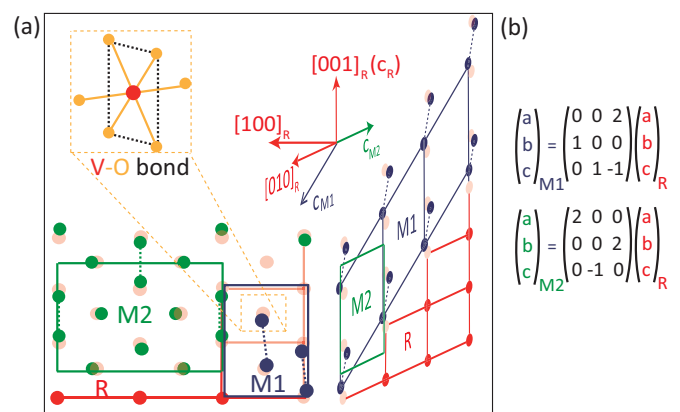 (a)
V-O bond
[001]R(cR)
[100]R
[010]R
cM2
cM1
M2
R
M1
M1
M2
R
(b)
(a b c)M1 = (0 0 2
1 0 0
0 1 -1) (a b c)R
(a b c)M2 = (2 0 0
0 0 2
0 -1 0) (a b c)R